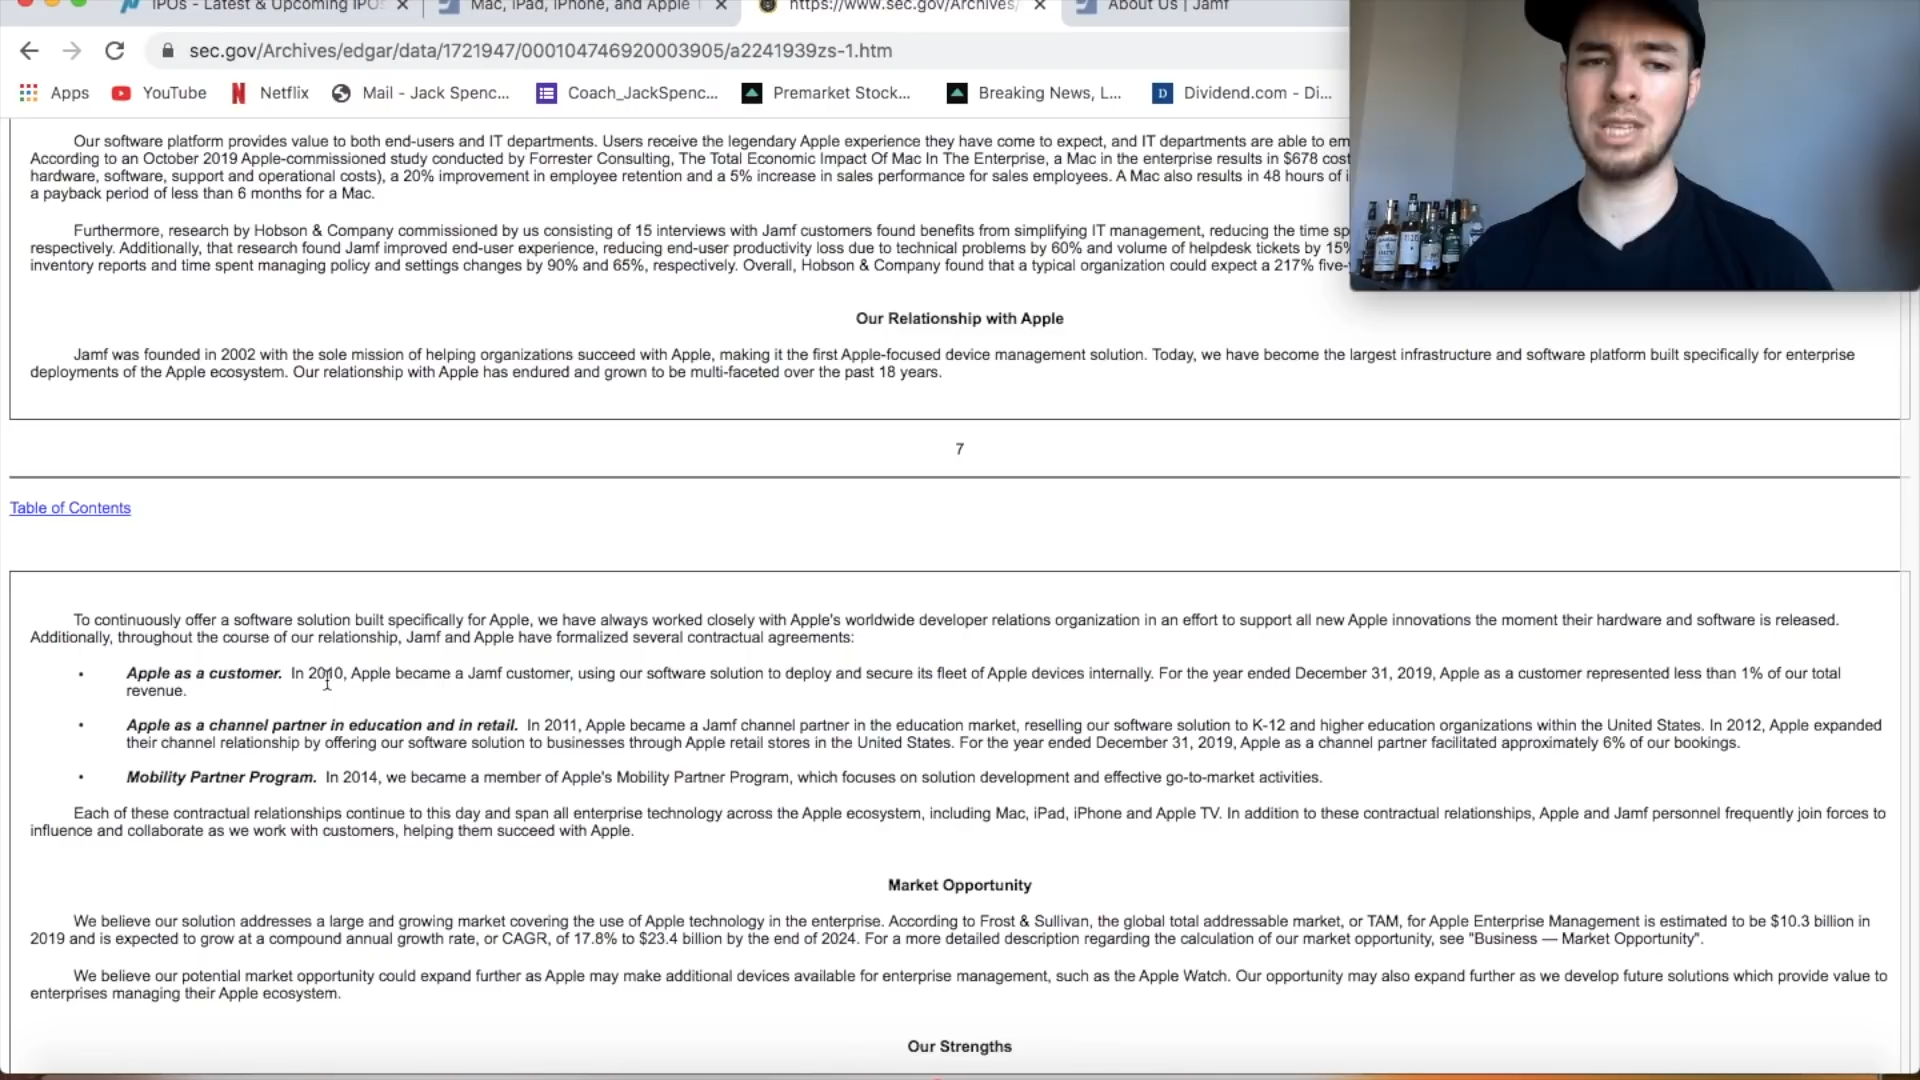 IPOs - Latest & Upcoming IPOs
Mac, iPad, iPhone, and Apple T
https://www.sec.gov/Archives/
About Us | Jamf
sec.gov/Archives/edgar/data/1721947/000104746920003905/a2241939zs-1.htm
Apps YouTube Netflix Mail - Jack Spenc... Coach_JackSpenc... Premarket Stock... Breaking News, L... Dividend.com - Di...
Our software platform provides value to both end-users and IT departments. Users receive the legendary Apple experience they have come to expect, and IT departments are able to em
According to an October 2019 Apple-commissioned study conducted by Forrester Consulting, The Total Economic Impact Of Mac In The Enterprise, a Mac in the enterprise results in $678 cost
hardware, software, support and operational costs), a 20% improvement in employee retention and a 5% increase in sales performance for sales employees. A Mac also results in 48 hours of i
a payback period of less than 6 months for a Mac.
Furthermore, research by Hobson & Company commissioned by us consisting of 15 interviews with Jamf customers found benefits from simplifying IT management, reducing the time sp
respectively. Additionally, that research found Jamf improved end-user experience, reducing end-user productivity loss due to technical problems by 60% and volume of helpdesk tickets by 15%
inventory reports and time spent managing policy and settings changes by 90% and 65%, respectively. Overall, Hobson & Company found that a typical organization could expect a 217% five-
Our Relationship with Apple
Jamf was founded in 2002 with the sole mission of helping organizations succeed with Apple, making it the first Apple-focused device management solution. Today, we have become the largest infrastructure and software platform built specifically for enterprise
deployments of the Apple ecosystem. Our relationship with Apple has endured and grown to be multi-faceted over the past 18 years.
7
Table of Contents
To continuously offer a software solution built specifically for Apple, we have always worked closely with Apple's worldwide developer relations organization in an effort to support all new Apple innovations the moment their hardware and software is released.
Additionally, throughout the course of our relationship, Jamf and Apple have formalized several contractual agreements:
• Apple as a customer. In 2010, Apple became a Jamf customer, using our software solution to deploy and secure its fleet of Apple devices internally. For the year ended December 31, 2019, Apple as a customer represented less than 1% of our total
revenue.
• Apple as a channel partner in education and in retail. In 2011, Apple became a Jamf channel partner in the education market, reselling our software solution to K-12 and higher education organizations within the United States. In 2012, Apple expanded
their channel relationship by offering our software solution to businesses through Apple retail stores in the United States. For the year ended December 31, 2019, Apple as a channel partner facilitated approximately 6% of our bookings.
• Mobility Partner Program. In 2014, we became a member of Apple's Mobility Partner Program, which focuses on solution development and effective go-to-market activities.
Each of these contractual relationships continue to this day and span all enterprise technology across the Apple ecosystem, including Mac, iPad, iPhone and Apple TV. In addition to these contractual relationships, Apple and Jamf personnel frequently join forces to
influence and collaborate as we work with customers, helping them succeed with Apple.
Market Opportunity
We believe our solution addresses a large and growing market covering the use of Apple technology in the enterprise. According to Frost & Sullivan, the global total addressable market, or TAM, for Apple Enterprise Management is estimated to be $10.3 billion in
2019 and is expected to grow at a compound annual growth rate, or CAGR, of 17.8% to $23.4 billion by the end of 2024. For a more detailed description regarding the calculation of our market opportunity, see "Business — Market Opportunity".
We believe our potential market opportunity could expand further as Apple may make additional devices available for enterprise management, such as the Apple Watch. Our opportunity may also expand further as we develop future solutions which provide value to
enterprises managing their Apple ecosystem.
Our Strengths